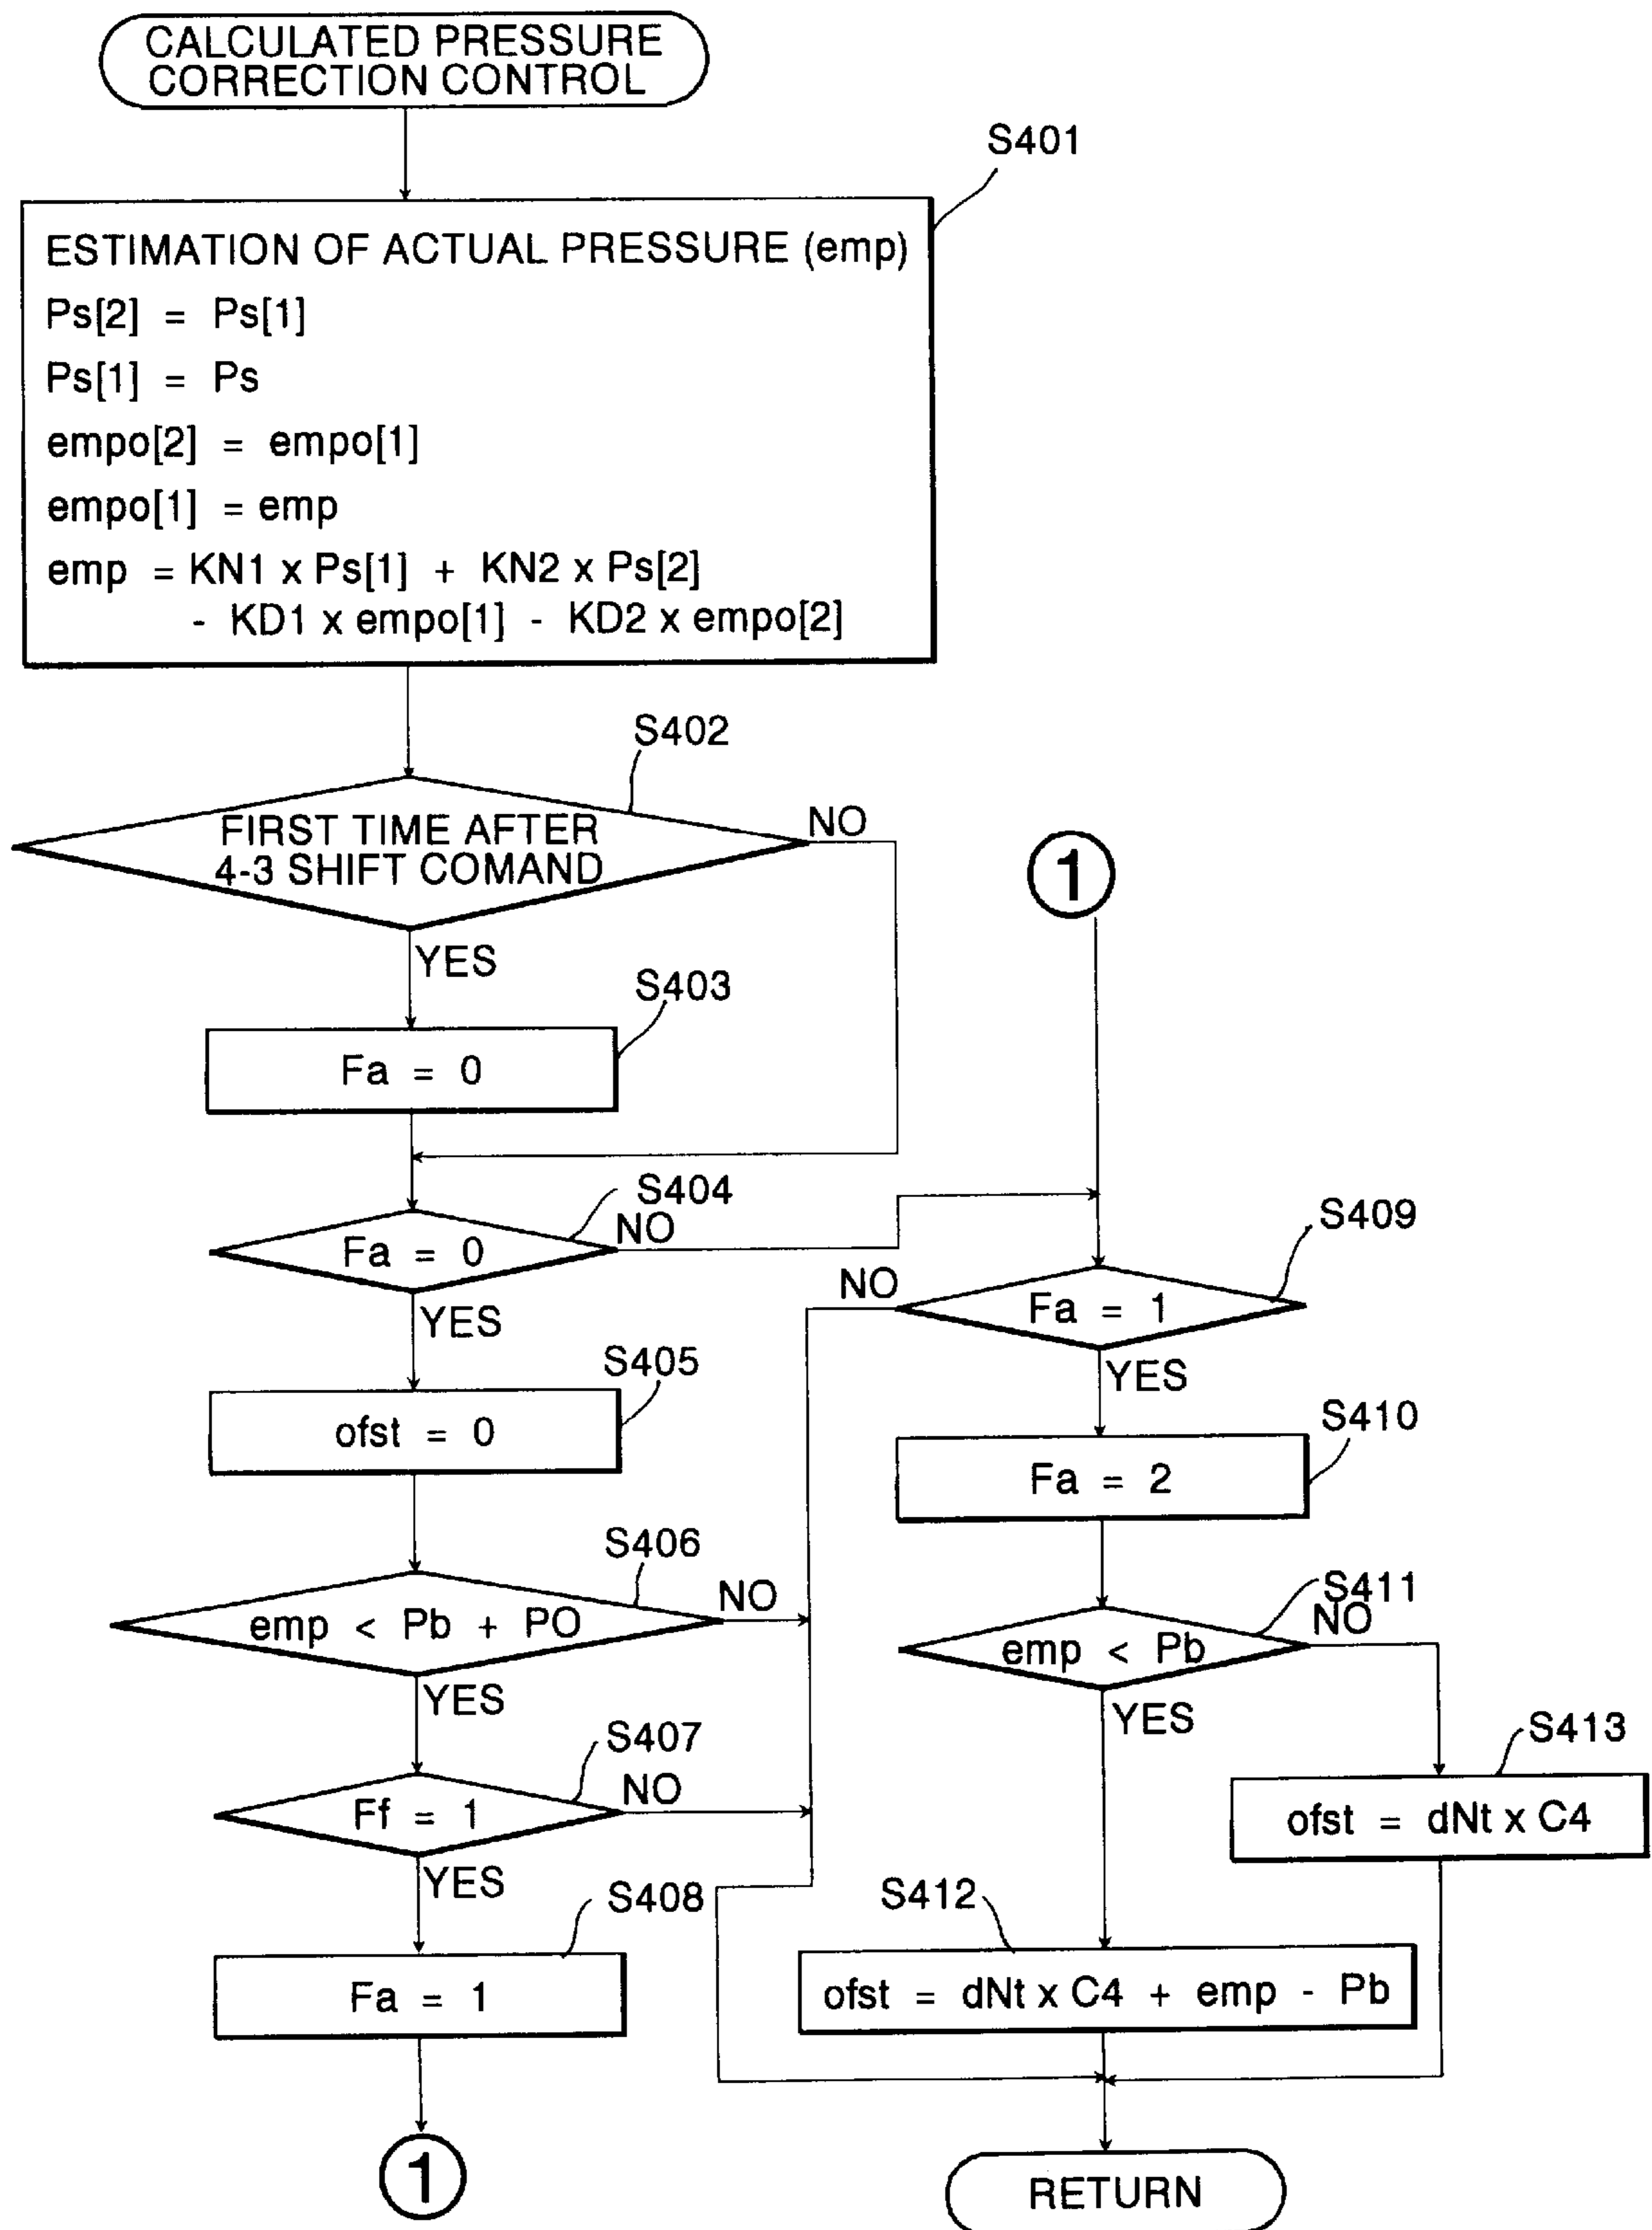 CALCULATED PRESSURE
CORRECTION CONTROL
S401
ESTIMATION OF ACTUAL PRESSURE (emp)
Ps[2] = Ps[1]
Ps[1] = Ps
empo[2] = empo[1]
empo[1] = emp
emp = KN1 x Ps[1] + KN2 x Ps[2]
- KD1 x empo[1] - KD2 x empo[2]
S402
FIRST TIME AFTER
4-3 SHIFT COMAND
NO
YES
S403
Fa = 0
S404
Fa = 0
NO
YES
S405
ofst = 0
S406
emp < Pb + PO
NO
YES
S407
Ff = 1
NO
YES
S408
Fa = 1
1
1
S409
NO
Fa = 1
YES
S410
Fa = 2
S411
NO
emp < Pb
YES
S413
ofst = dNt x C4
S412
ofst = dNt x C4 + emp - Pb
RETURN